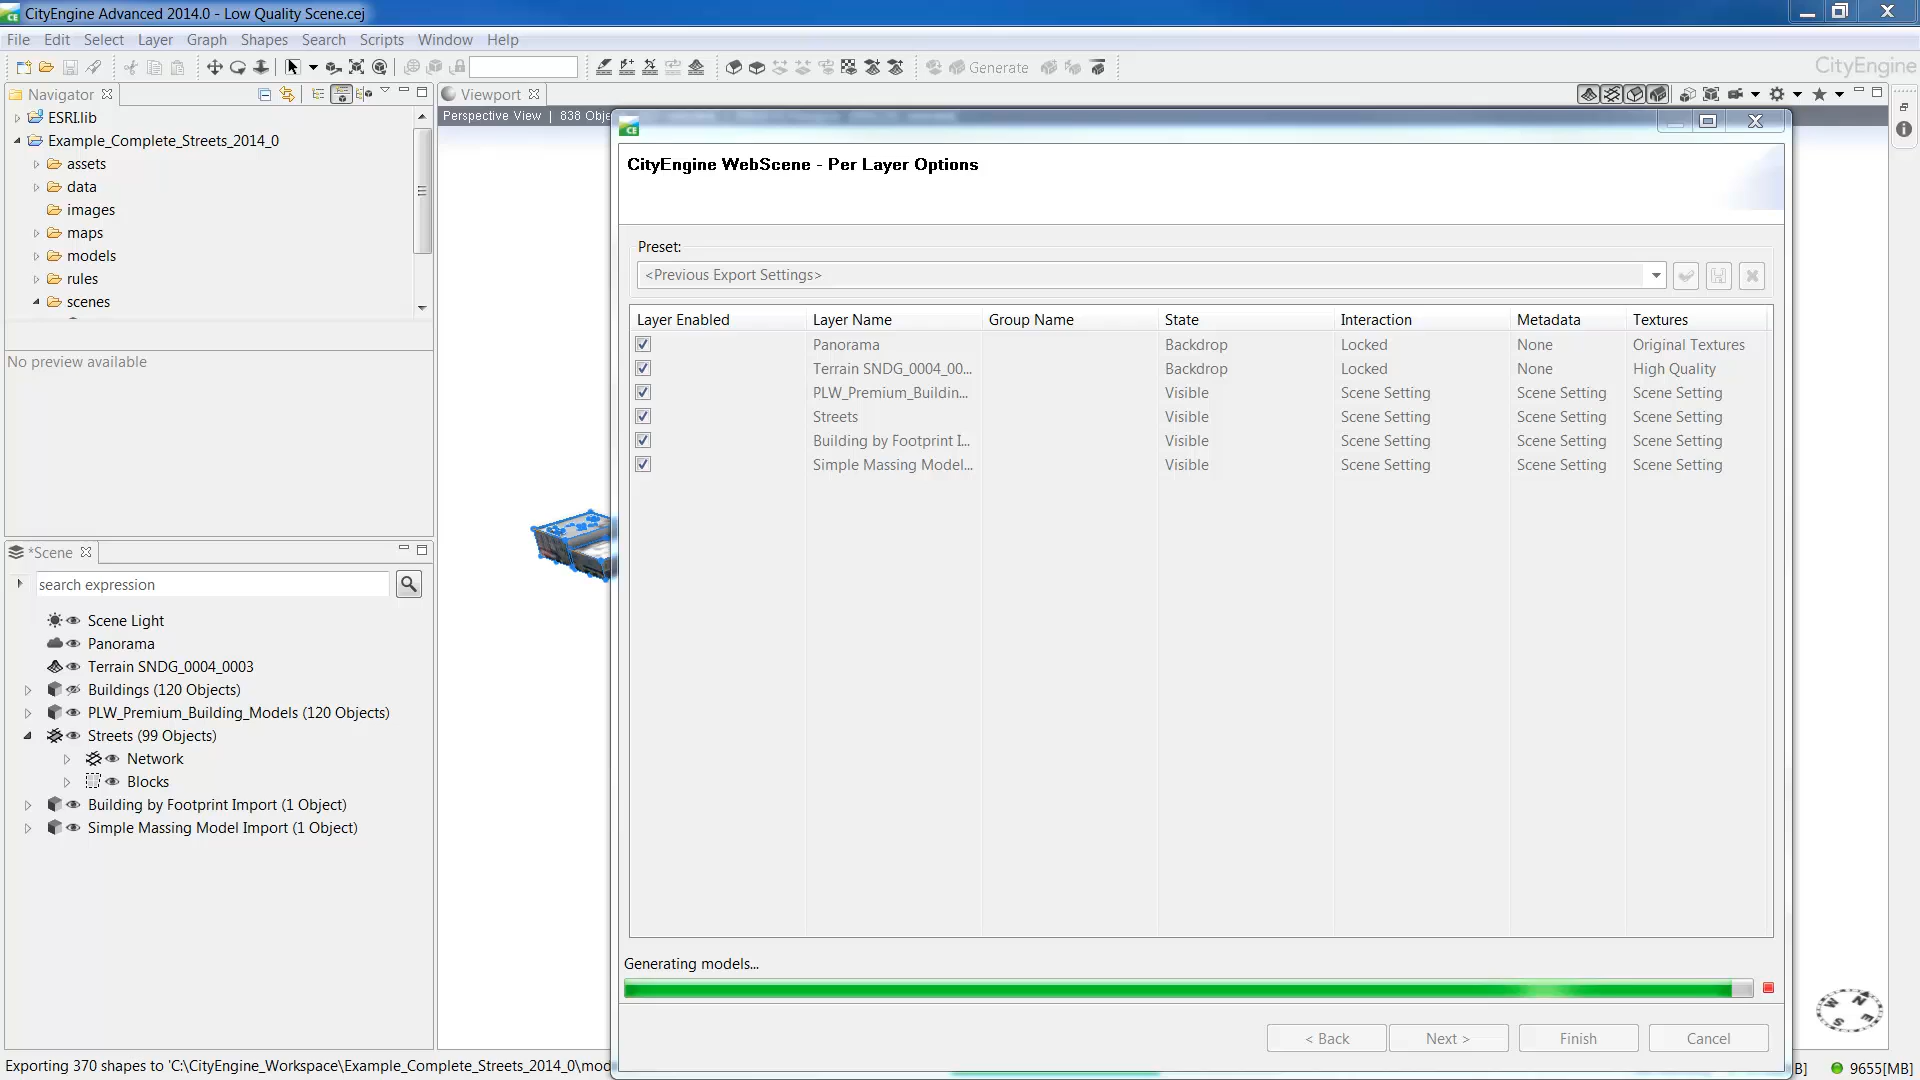 CityEngine Advanced 2014.0 - Low Quality Scene.cej
File Edit Select Layer Graph Shapes Search Scripts Window Help
Generate
CityEngine
Navigator
Viewport
ESRI.lib
Perspective View | 838 Obje
Example_Complete_Streets_2014_0
assets
data
images
maps
models
rules
scenes
No preview available
*Scene
search expression
Scene Light
Panorama
Terrain SNDG_0004_0003
Buildings (120 Objects)
PLW_Premium_Building_Models (120 Objects)
Streets (99 Objects)
Network
Blocks
Building by Footprint Import (1 Object)
Simple Massing Model Import (1 Object)
CE
CityEngine WebScene - Per Layer Options
Preset:
<Previous Export Settings>
Layer Enabled Layer Name Group Name State Interaction Metadata Textures
Panorama Backdrop Locked None Original Textures
Terrain SNDG_0004_00... Backdrop Locked None High Quality
PLW_Premium_Buildin... Visible Scene Setting Scene Setting Scene Setting
Streets Visible Scene Setting Scene Setting Scene Setting
Building by Footprint I... Visible Scene Setting Scene Setting Scene Setting
Simple Massing Model... Visible Scene Setting Scene Setting Scene Setting
Generating models...
< Back Next > Finish Cancel
N
W
E
S
Exporting 370 shapes to 'C:\CityEngine_Workspace\Example_Complete_Streets_2014_0\mod
B] 9655[MB]